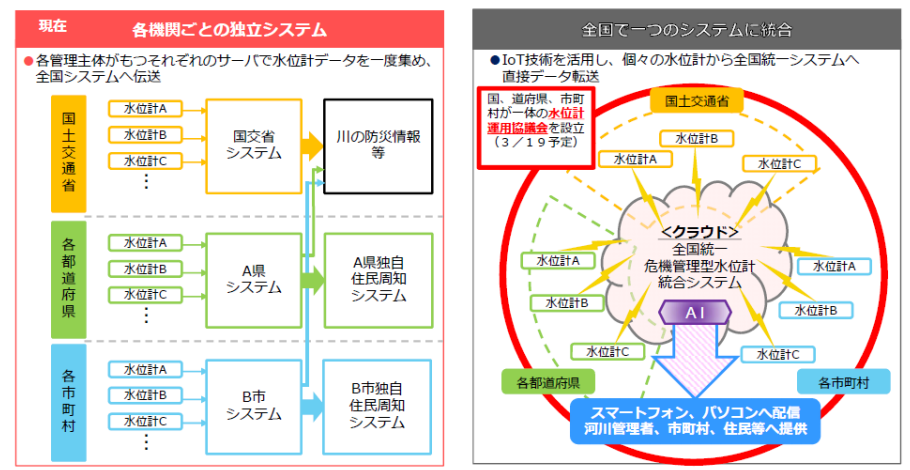 現在
各機関ごとの独立システム
●各管理主体がもつそれぞれのサーバで水位計データを一度集め、
全国システムへ伝送
国土交通省
水位計A
水位計B
水位計C
⋮
国交省
システム
川の防災情報
等
各都道府県
水位計A
水位計B
水位計C
⋮
A県
システム
A県独自
住民周知
システム
各市町村
水位計A
水位計B
水位計C
⋮
B市
システム
B市独自
住民周知
システム
全国で一つのシステムに統合
●IoT技術を活用し、個々の水位計から全国統一システムへ
直接データ転送
国、道府県、市町
村が一体の水位計
運用協議会を設立
（３／１９予定）
国土交通省
水位計A
水位計B
水位計C
<クラウド>
全国統一
危機管理型水位計
統合システム
AI
水位計A
水位計B
水位計C
各都道府県
水位計A
水位計B
水位計C
各市町村
スマートフォン、パソコンへ配信
河川管理者、市町村、住民等へ提供